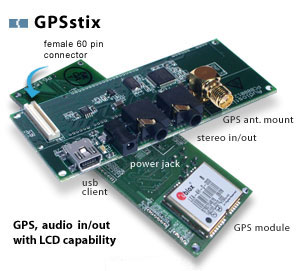 GPSstix
female 60 pin
connector
GPS ant. mount
stereo in/out
power jack
usb
client
GPS, audio in/out
with LCD capability
GPS module
ublox